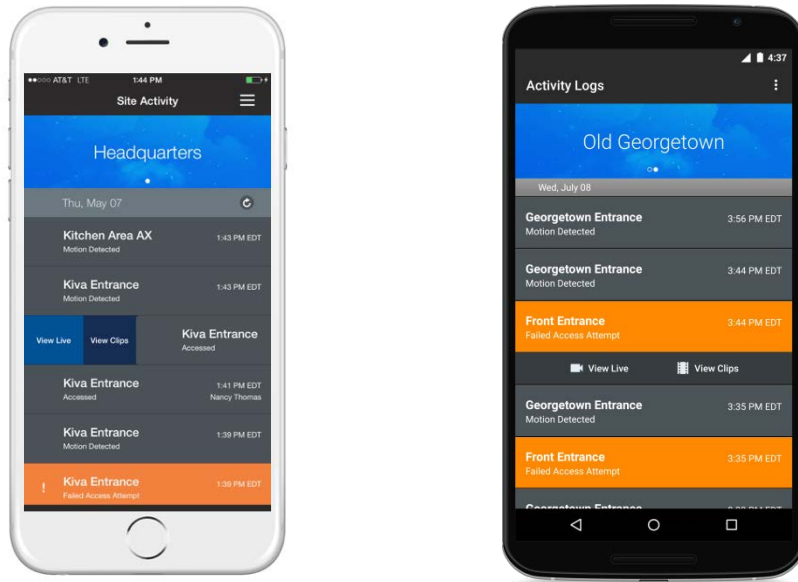 AT&T LTE 1:44 PM
Site Activity
Headquarters
Thu, May 07
Kitchen Area AX 1:43 PM EDT
Motion Detected
Kiva Entrance 1:43 PM EDT
Motion Detected
View Live View Clips Kiva Entrance
Accessed
Kiva Entrance 1:41 PM EDT
Accessed Nancy Thomas
Kiva Entrance 1:39 PM EDT
Motion Detected
! Kiva Entrance 1:39 PM EDT
Failed Access Attempt
4:37
Activity Logs
Old Georgetown
Wed, July 08
Georgetown Entrance 3:56 PM EDT
Motion Detected
Georgetown Entrance 3:44 PM EDT
Motion Detected
Front Entrance 3:44 PM EDT
Failed Access Attempt
View Live View Clips
Georgetown Entrance 3:35 PM EDT
Motion Detected
Front Entrance 3:35 PM EDT
Failed Access Attempt